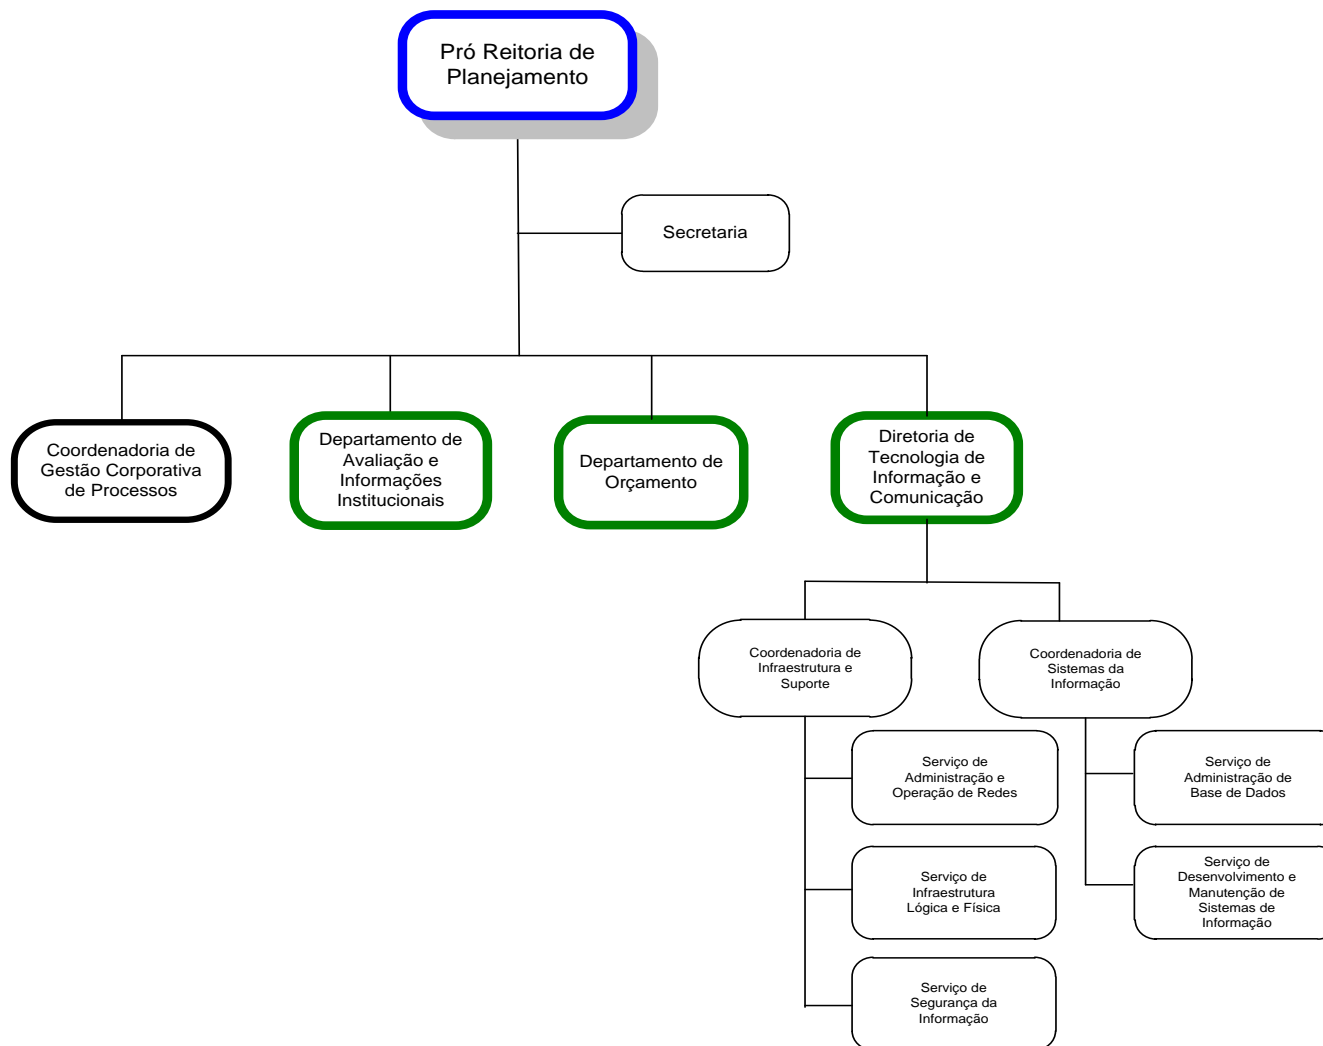 Pró Reitoria de
Planejamento
Secretaria
Coordenadoria de
Gestão Corporativa
de Processos
Departamento de
Avaliação e
Informações
Institucionais
Departamento de
Orçamento
Diretoria de
Tecnologia de
Informação e
Comunicação
Coordenadoria de
Infraestrutura e
Suporte
Coordenadoria de
Sistemas da
Informação
Serviço de
Administração e
Operação de Redes
Serviço de
Administração de
Base de Dados
Serviço de
Infraestrutura
Lógica e Física
Serviço de
Desenvolvimento e
Manutenção de
Sistemas de
Informação
Serviço de
Segurança da
Informação